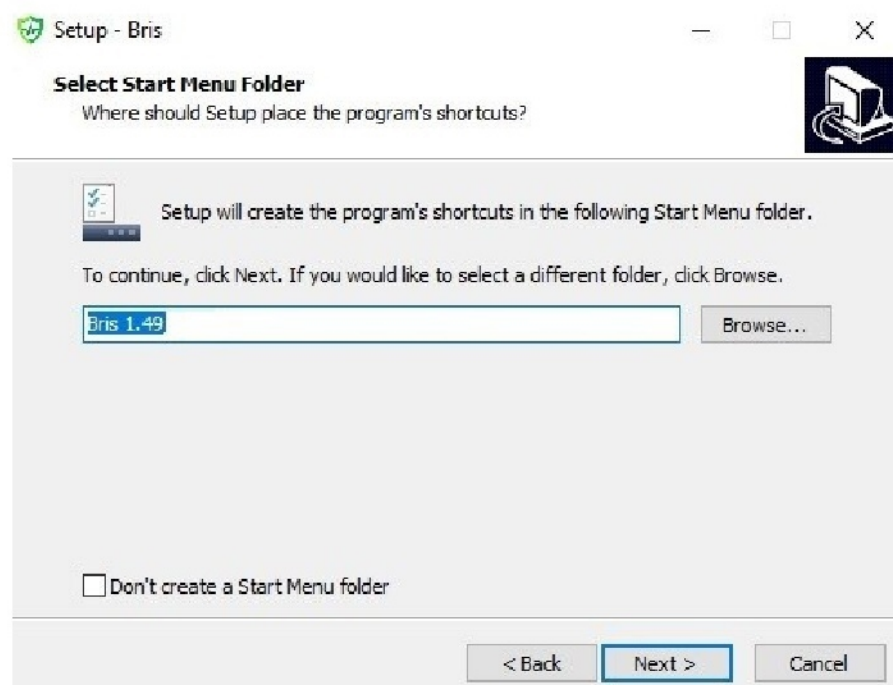 Setup - Bris
Select Start Menu Folder
Where should Setup place the program's shortcuts?
Setup will create the program's shortcuts in the following Start Menu folder.
To continue, click Next. If you would like to select a different folder, click Browse.
Bris 1.49
Browse...
Don't create a Start Menu folder
< Back
Next >
Cancel